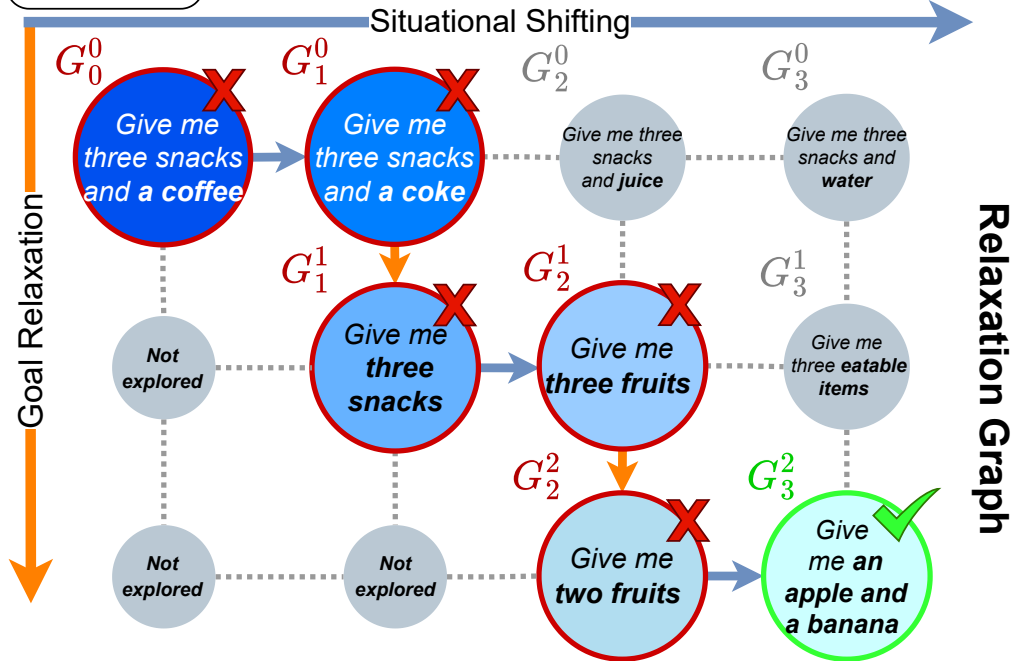 Situational Shifting
Goal Relaxation
Relaxation Graph
G_0^0
G_1^0
G_2^0
G_3^0
X
X
Give me
three snacks
and a coffee
Give me
three snacks
and a coke
Give me three
snacks
and juice
Give me three
snacks and
water
G_1^1
G_2^1
G_3^1
X
X
Not
explored
Give me
three
snacks
Give me
three fruits
Give me
three eatable
items
G_2^2
G_3^2
X
Not
explored
Not
explored
Give me
two fruits
Give
me an
apple and
a banana